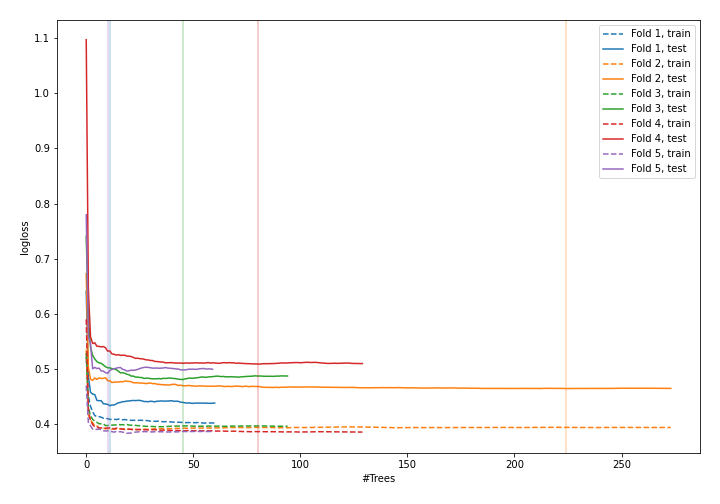 1.1
1.0
0.9
0.8
0.7
0.6
0.5
0.4
logloss
0
50
100
150
200
250
#Trees
Fold 1, train
Fold 1, test
Fold 2, train
Fold 2, test
Fold 3, train
Fold 3, test
Fold 4, train
Fold 4, test
Fold 5, train
Fold 5, test